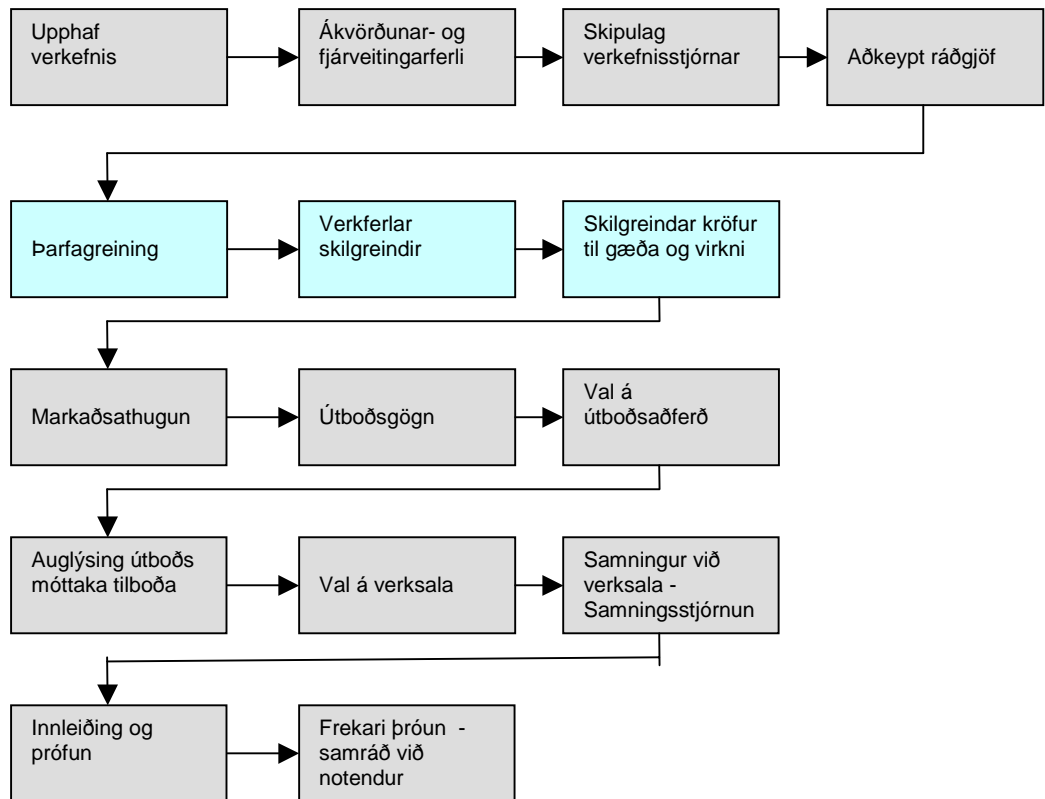 Upphaf
verkefnis
Ákvörðunar- og
fjárveitingarferli
Skipulag
verkefnisstjórnar
Aðkeypt ráðgjöf
Þarfagreining
Verkferlar
skilgreindir
Skilgreindar kröfur
til gæða og virkni
Markaðsathugun
Útboðsgögn
Val á
útboðsaðferð
Auglýsing útboðs
móttaka tilboða
Val á verksala
Samningur við
verksala -
Samningsstjórnun
Innleiðing og
prófun
Frekari þróun -
samráð við
notendur